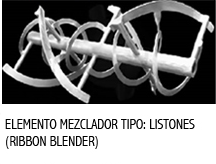 ELEMENTO MEZCLADOR TIPO: LISTONES
(RIBBON BLENDER)